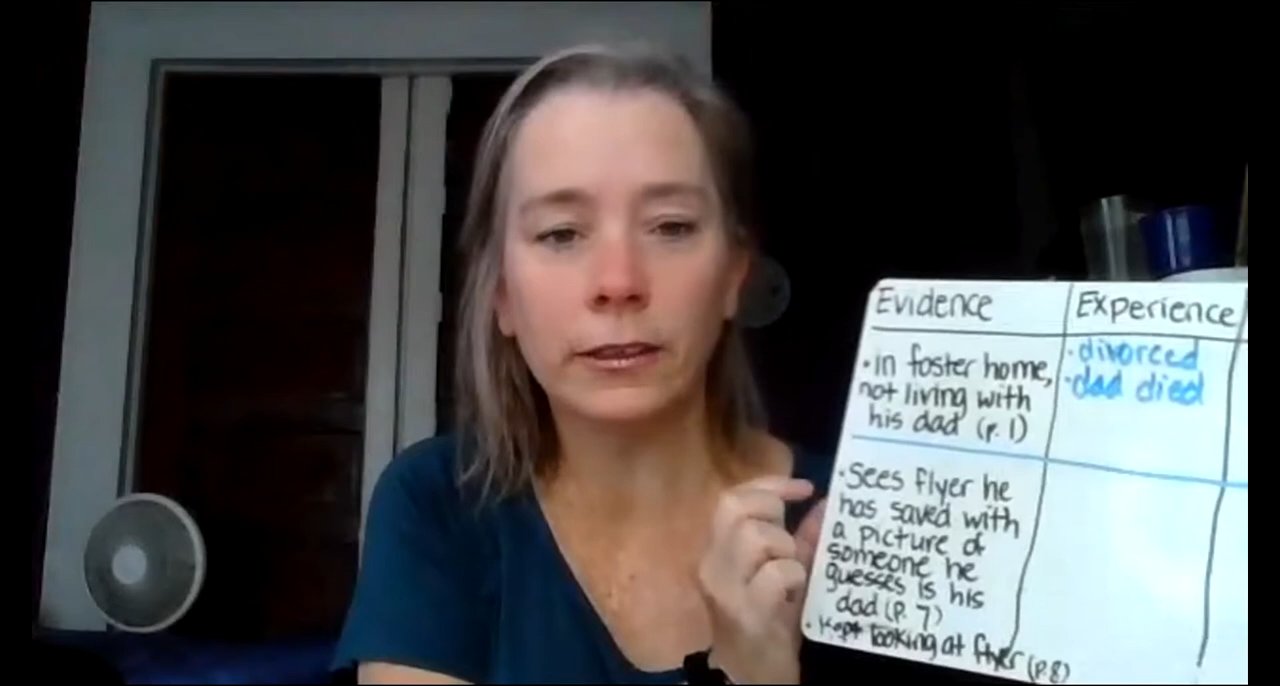 Evidence
Experience
·in foster home,
not living with
his dad (p. 1)
·divorced
·dad died
·Sees flyer he
has saved with
a picture of
someone he
guesses is his
dad (p. 7)
·Kept looking at flyer (p.8)